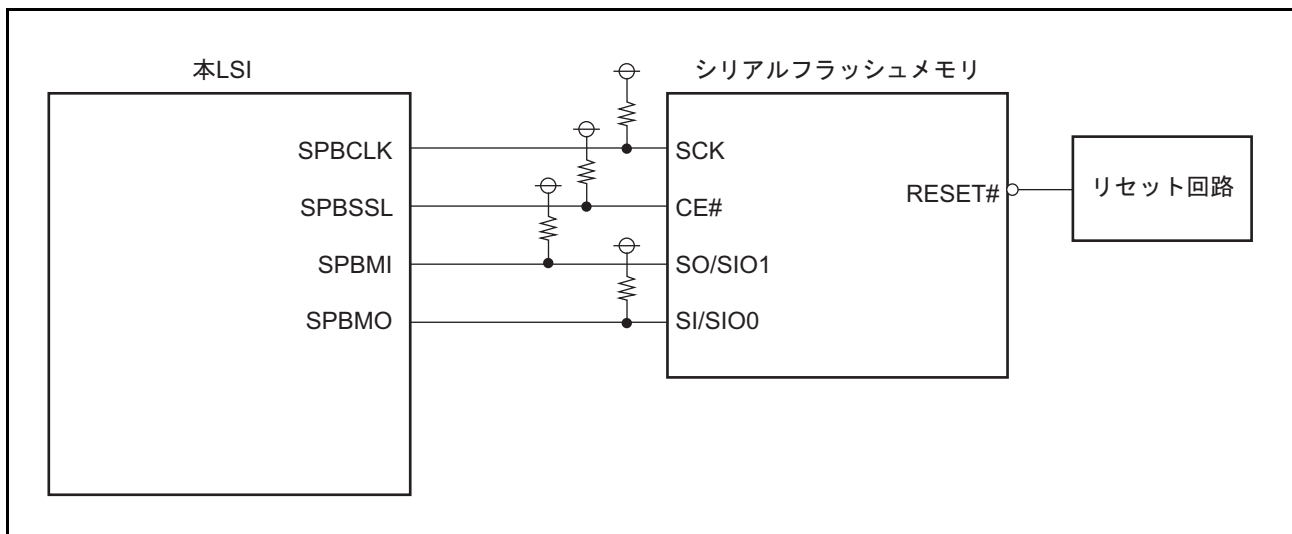 本LSI
シリアルフラッシュメモリ
SPBCLK
SCK
SPBSSL
CE#
SPBMI
SO/SIO1
SPBMO
SI/SIO0
RESET#
リセット回路